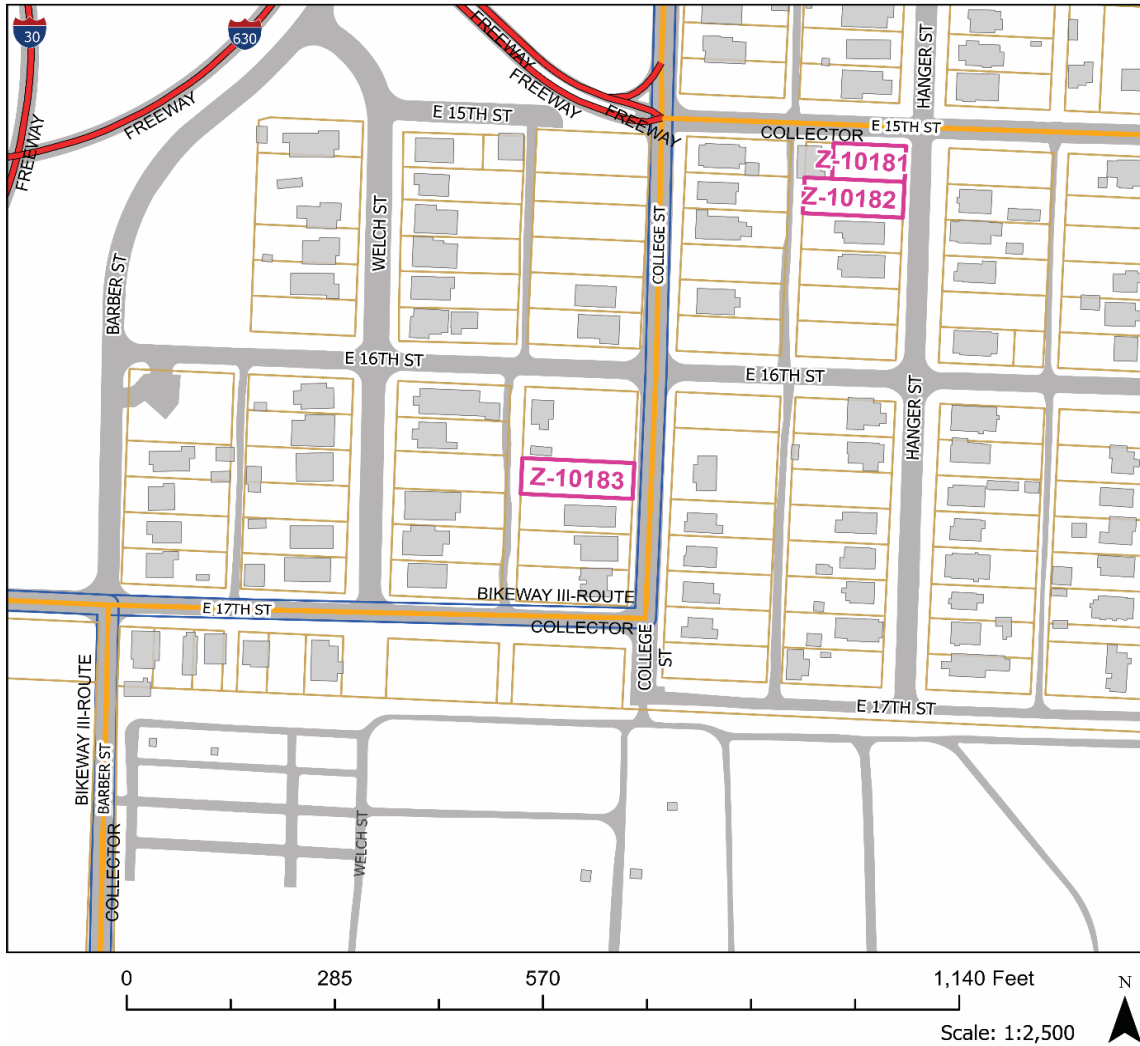 30
630
FREEWAY
FREEWAY
FREEWAY
FREEWAY
FREEWAY
HANGER ST
E 15TH ST
E 15TH ST
COLLECTOR
Z-10181
Z-10182
WELCH ST
COLLEGE ST
BARBER ST
E 16TH ST
E 16TH ST
HANGER ST
Z-10183
BIKEWAY III-ROUTE
E 17TH ST
COLLECTOR
COLLEGE
ST
E 17TH ST
BIKEWAY III-ROUTE
BARBER ST
COLLECTOR
WELCH ST
0
285
570
1,140 Feet
N
Scale: 1:2,500